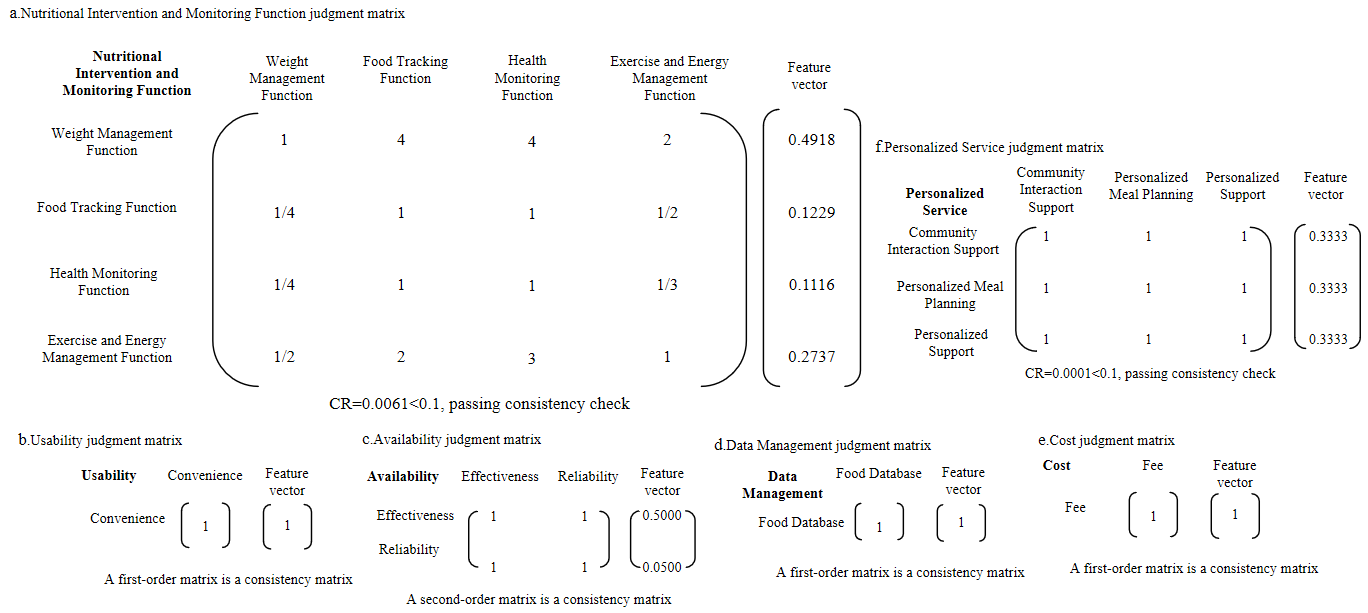 a.Nutritional Intervention and Monitoring Function judgment matrix
Nutritional
Intervention and
Monitoring Function
Weight
Management
Function
Food Tracking
Function
Health
Monitoring
Function
Exercise and Energy
Management
Function
Feature
vector
Weight Management
Function
1 4 4 2 0.4918
Food Tracking Function 1/4 1 1 1/2 0.1229
Health Monitoring
Function
1/4 1 1 1/3 0.1116
Exercise and Energy
Management Function
1/2 2 3 1 0.2737
CR=0.0061<0.1, passing consistency check
f.Personalized Service judgment matrix
Personalized
Service
Community
Interaction
Support
Personalized
Meal Planning
Personalized
Support
Feature
vector
Community
Interaction Support
1 1 1 0.3333
Personalized Meal
Planning
1 1 1 0.3333
Personalized
Support
1 1 1 0.3333
CR=0.0001<0.1, passing consistency check
b.Usability judgment matrix
Usability Convenience Feature
vector
Convenience 1 1
A first-order matrix is a consistency matrix
c.Availability judgment matrix
Availability Effectiveness Reliability Feature
vector
Effectiveness 1 1 0.5000
Reliability
1 1 0.0500
A second-order matrix is a consistency matrix
d.Data Management judgment matrix
Data
Management
Food Database
Feature
vector
Food Database 1 1
A first-order matrix is a consistency matrix
e.Cost judgment matrix
Cost Fee Feature
vector
Fee 1 1
A first-order matrix is a consistency matrix